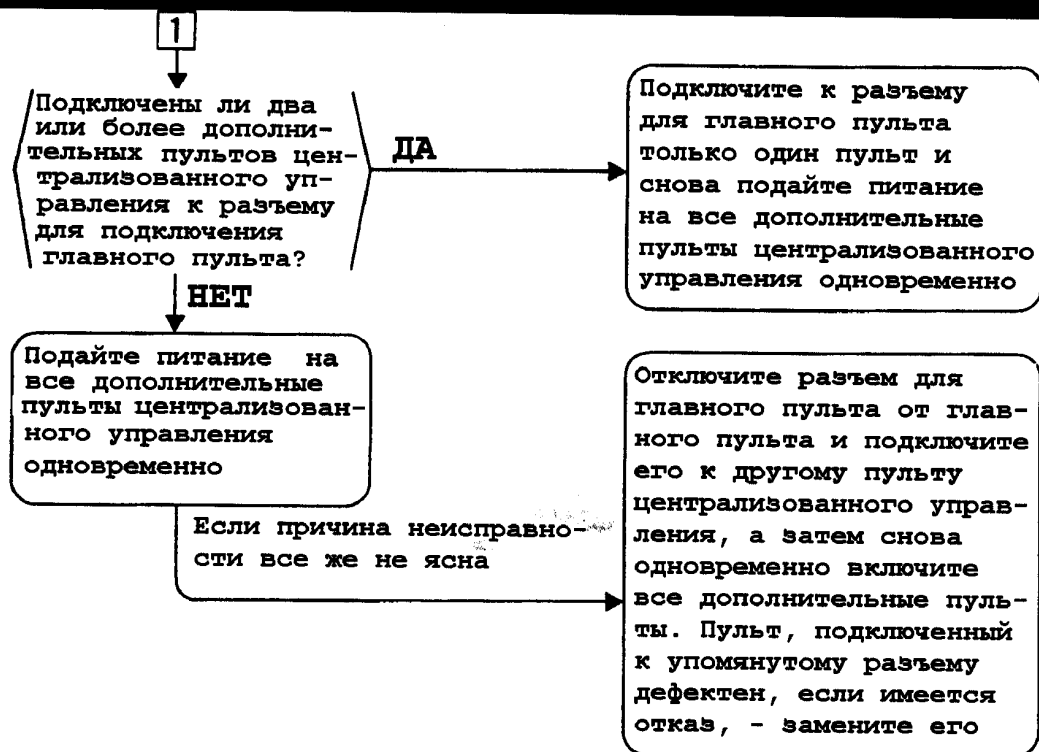 1
Подключены ли два
или более дополни-
тельных пультов цен-
трализованного уп-
равления к разъему
для подключения
главного пульта?
ДА
Подключите к разъему
для главного пульта
только один пульт и
снова подайте питание
на все дополнительные
пульты централизованного
управления одновременно
НЕТ
Подайте питание на
все дополнительные
пульты централизован-
ного управления
одновременно
Если причина неисправно-
сти все же не ясна
Отключите разъем для
главного пульта от глав-
ного пульта и подключите
его к другому пульту
централизованного управ-
ления, а затем снова
одновременно включите
все дополнительные пуль-
ты. Пульт, подключенный
к упомянутому разъему
дефектен, если имеется
отказ, - замените его